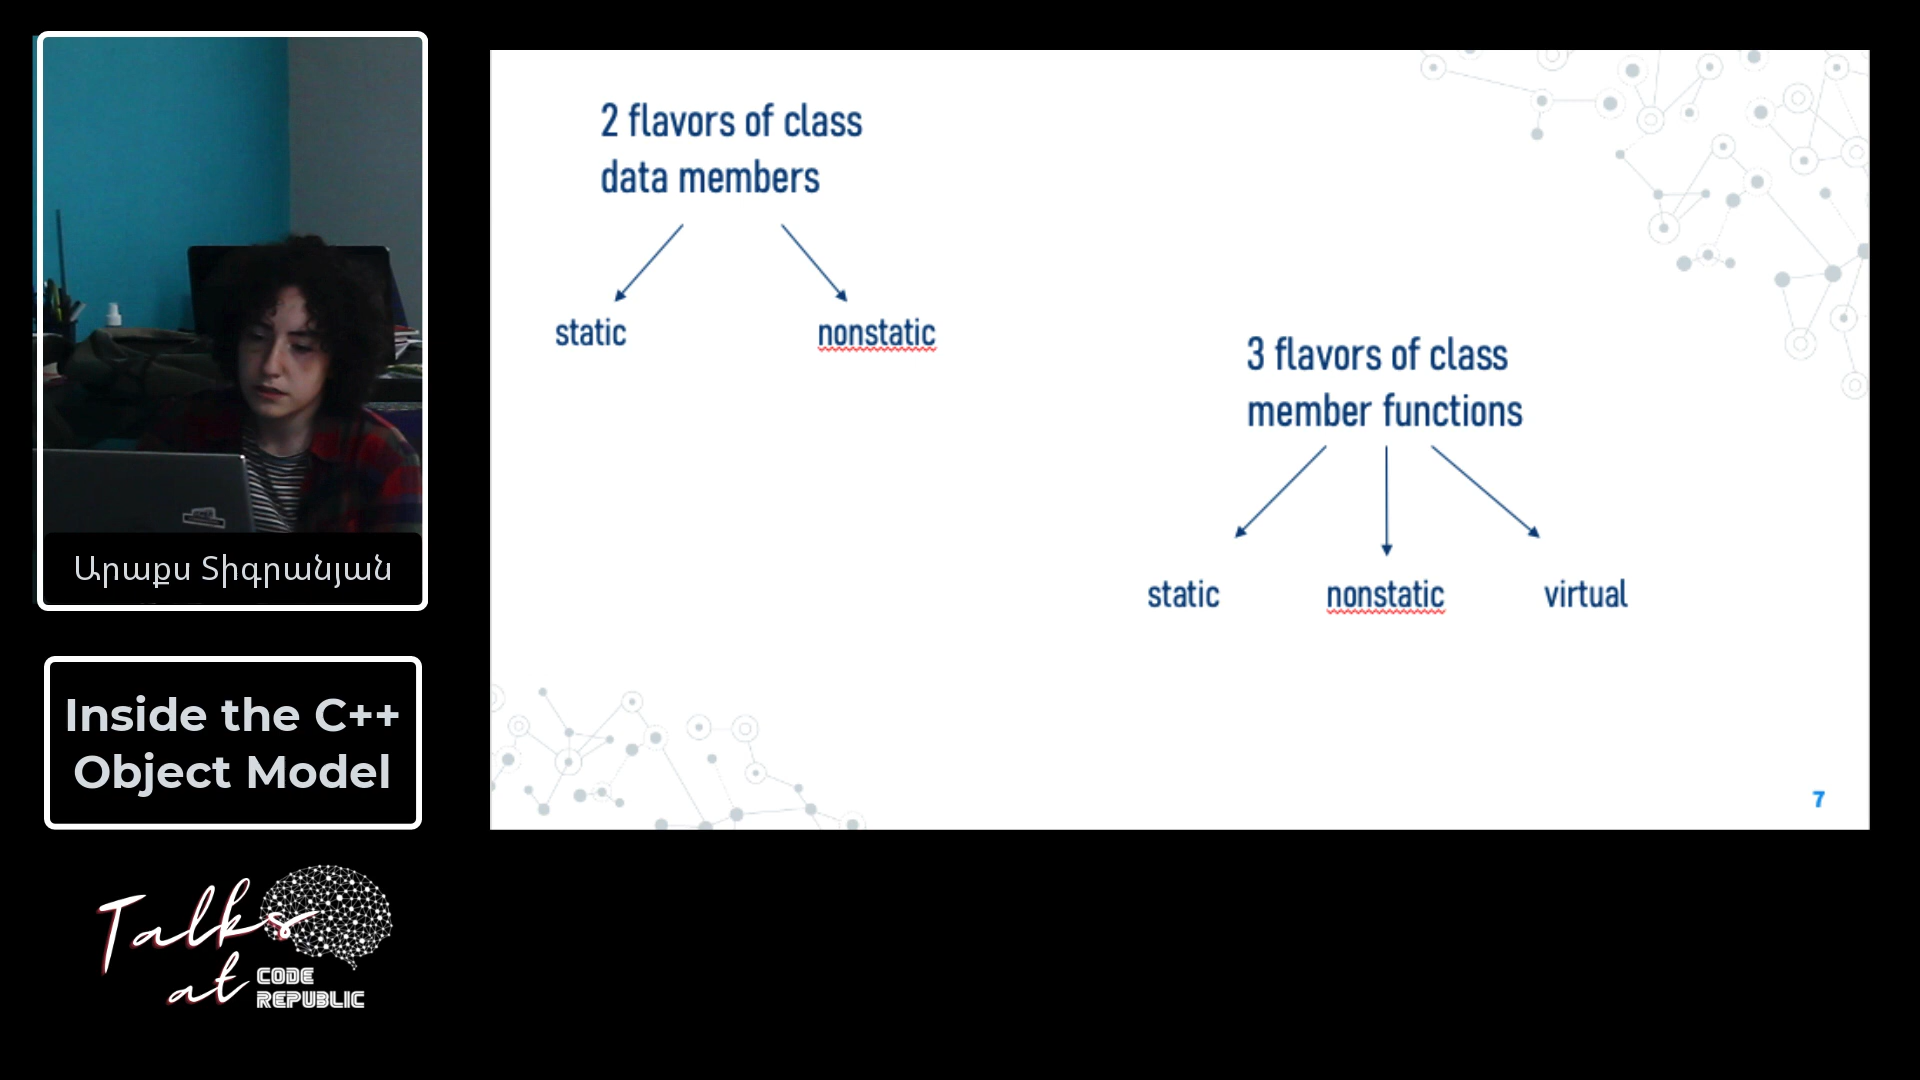 Արաքս Տիգրանյան
Inside the C++
Object Model
Talks
at
CODE
REPUBLIC
2 flavors of class
data members
static
nonstatic
3 flavors of class
member functions
static
nonstatic
virtual
7